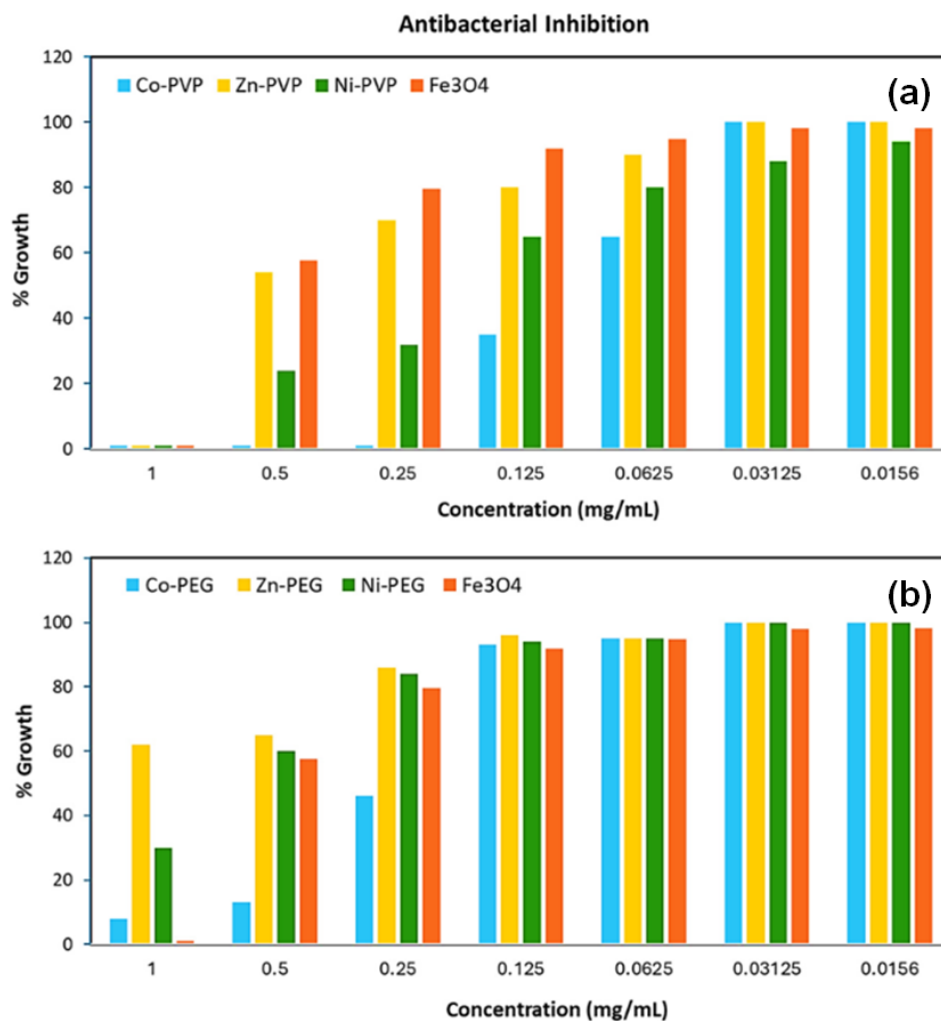 Antibacterial Inhibition
120
Co-PVP Zn-PVP Ni-PVP Fe3O4
(a)
100
80
60
40
20
0
% Growth
1 0.5 0.25 0.125 0.0625 0.03125 0.0156
Concentration (mg/mL)
120
Co-PEG Zn-PEG Ni-PEG Fe3O4
(b)
100
80
60
40
20
0
% Growth
1 0.5 0.25 0.125 0.0625 0.03125 0.0156
Concentration (mg/mL)